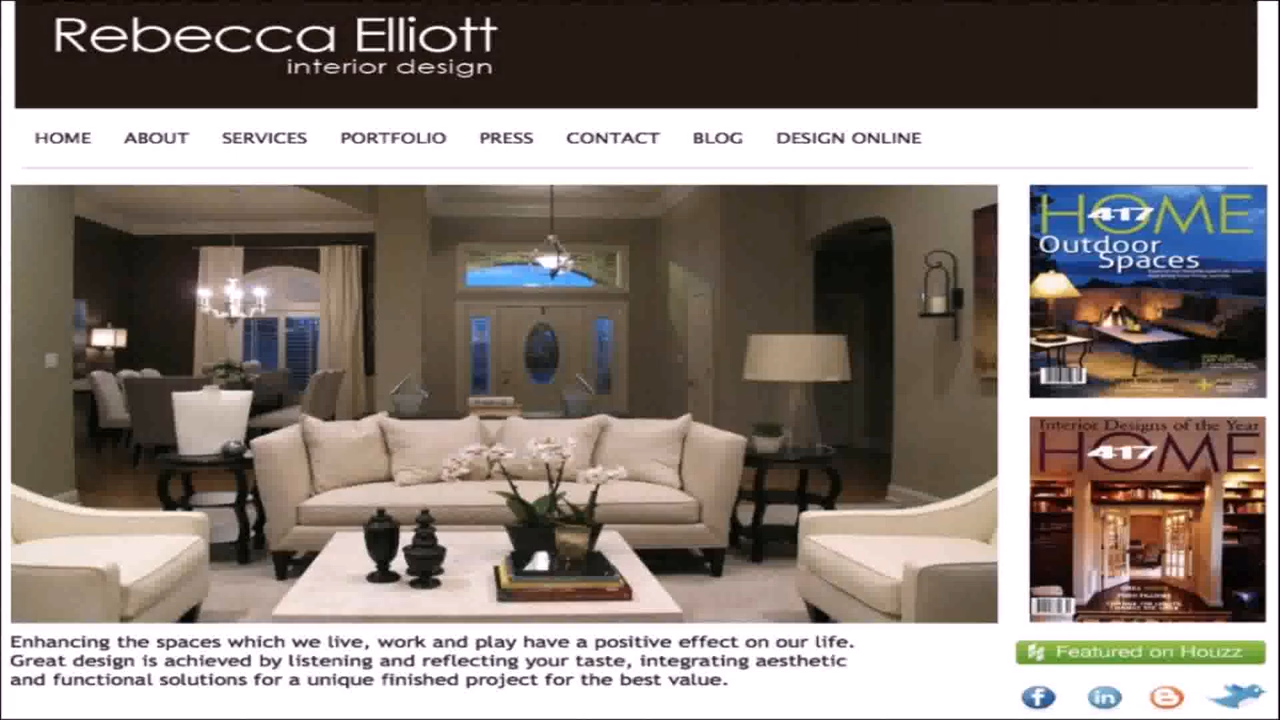 Rebecca Elliott
interior design
HOME ABOUT SERVICES PORTFOLIO PRESS CONTACT BLOG DESIGN ONLINE
HOME
417
Outdoor
Spaces
Interior Designs of the Year
HOME
417
Enhancing the spaces which we live, work and play have a positive effect on our life.
Great design is achieved by listening and reflecting your taste, integrating aesthetic
and functional solutions for a unique finished project for the best value.
Featured on Houzz